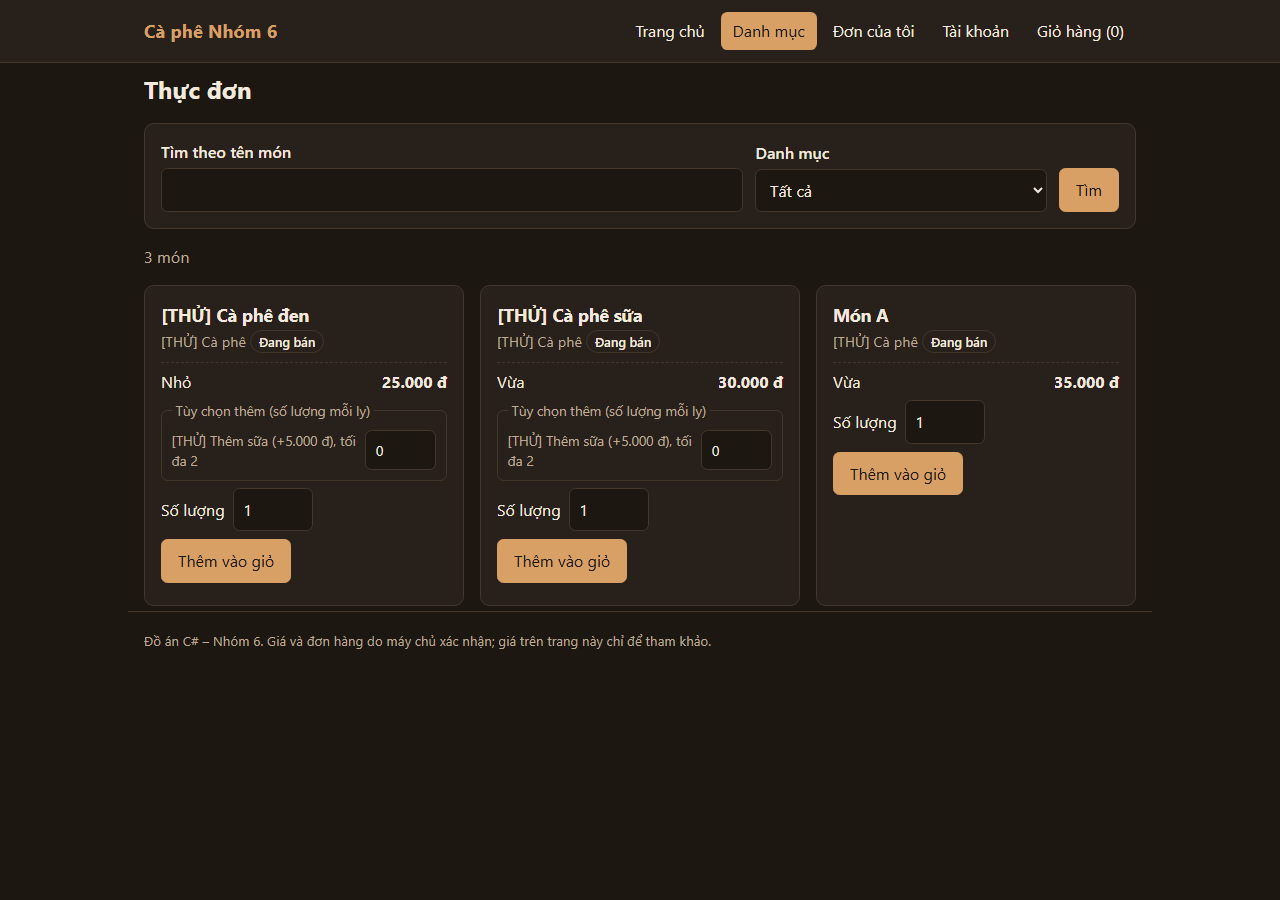 Cà phê Nhóm 6
Trang chủ
Danh mục
Đơn của tôi
Tài khoản
Giỏ hàng (0)
Thực đơn
Tìm theo tên món
Danh mục
Tất cả
Tìm
3 món
[THỬ] Cà phê đen
[THỬ] Cà phê Đang bán
Nhỏ 25.000 đ
Tùy chọn thêm (số lượng mỗi ly)
[THỬ] Thêm sữa (+5.000 đ), tối
đa 2
0
Số lượng 1
Thêm vào giỏ
[THỬ] Cà phê sữa
[THỬ] Cà phê Đang bán
Vừa 30.000 đ
Tùy chọn thêm (số lượng mỗi ly)
[THỬ] Thêm sữa (+5.000 đ), tối
đa 2
0
Số lượng 1
Thêm vào giỏ
Món A
[THỬ] Cà phê Đang bán
Vừa 35.000 đ
Số lượng 1
Thêm vào giỏ
Đồ án C# – Nhóm 6. Giá và đơn hàng do máy chủ xác nhận; giá trên trang này chỉ để tham khảo.